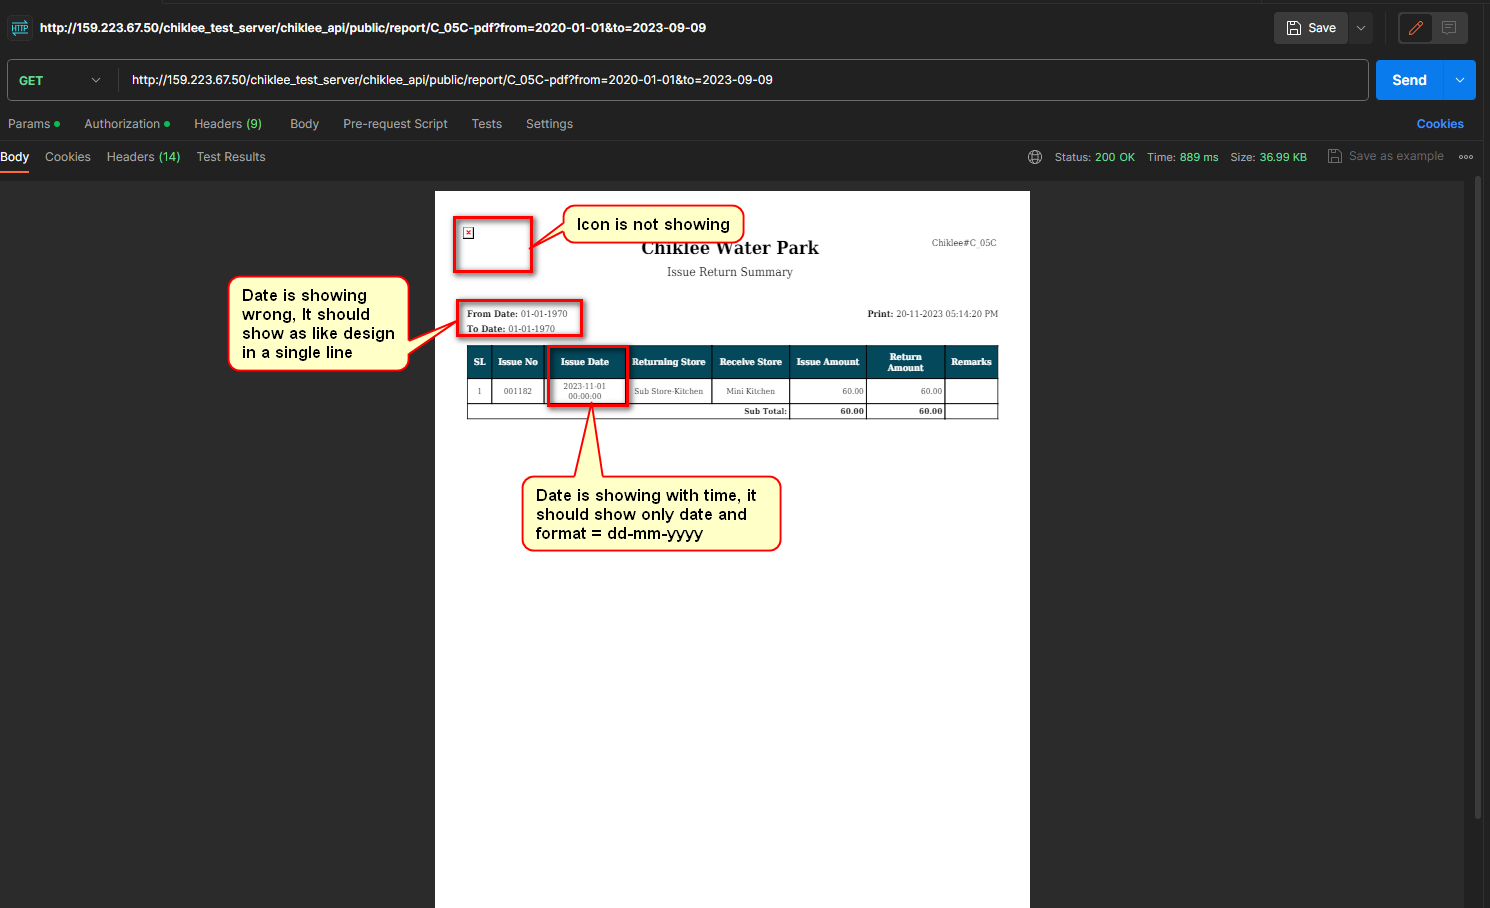 HTTP http://159.223.67.50/chiklee_test_server/chiklee_api/public/report/C_05C-pdf?from=2020-01-01&to=2023-09-09
Save
GET
http://159.223.67.50/chiklee_test_server/chiklee_api/public/report/C_05C-pdf?from=2020-01-01&to=2023-09-09
Send
Params Authorization Headers (9) Body Pre-request Script Tests Settings Cookies
Body Cookies Headers (14) Test Results Status: 200 OK Time: 889 ms Size: 36.99 KB Save as example
Icon is not showing
Chiklee Water Park
Chiklee#C_05C
Issue Return Summary
Date is showing
wrong, It should
show as like design
in a single line
From Date: 01-01-1970
To Date: 01-01-1970
Print: 20-11-2023 05:14:20 PM
SL Issue No Issue Date Returning Store Receive Store Issue Amount Return Amount Remarks
1 001182 2023-11-01 00:00:00 Sub Store-Kitchen Mini Kitchen 60.00 60.00
Sub Total: 60.00 60.00
Date is showing with time, it
should show only date and
format = dd-mm-yyyy